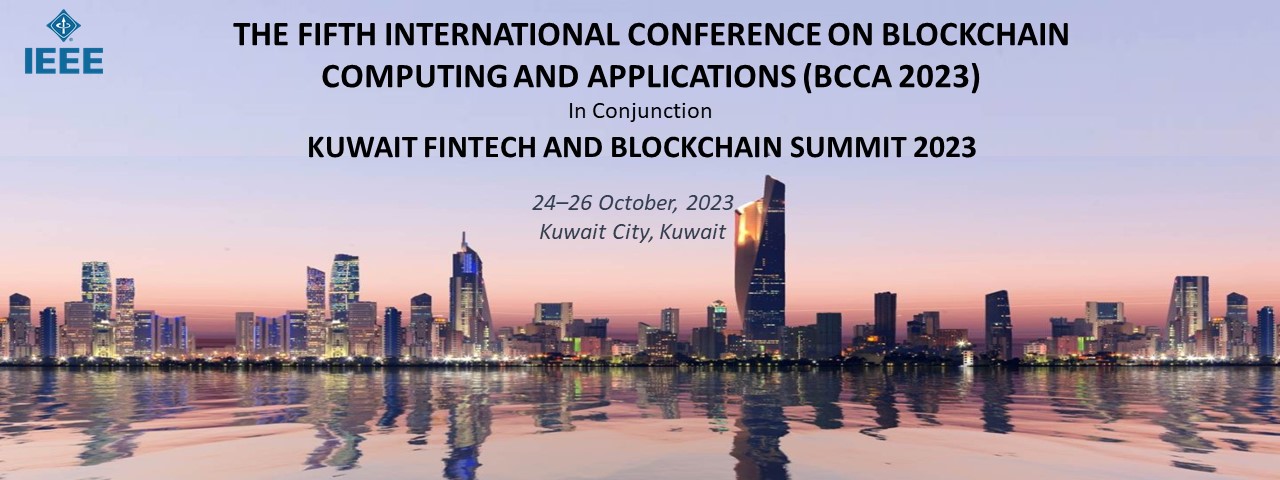 IEEE
THE FIFTH INTERNATIONAL CONFERENCE ON BLOCKCHAIN
COMPUTING AND APPLICATIONS (BCCA 2023)
In Conjunction
KUWAIT FINTECH AND BLOCKCHAIN SUMMIT 2023
24–26 October, 2023
Kuwait City, Kuwait